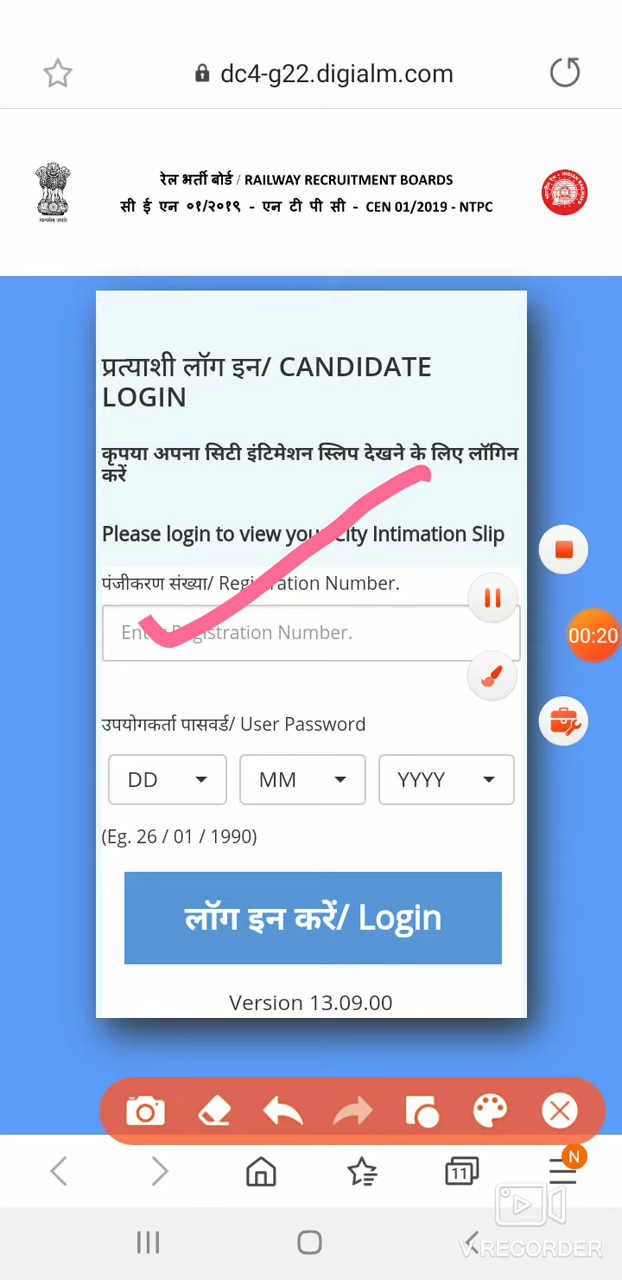 dc4-g22.digialm.com
रेल भर्ती बोर्ड / RAILWAY RECRUITMENT BOARDS
सी ई एन ०१/२०१९ - एन टी पी सी - CEN 01/2019 - NTPC
प्रत्याशी लॉग इन/ CANDIDATE
LOGIN
कृपया अपना सिटी इंटिमेशन स्लिप देखने के लिए लॉगिन
करें
Please login to view your City Intimation Slip
पंजीकरण संख्या/ Registration Number.
Enter Registration Number.
00:20
उपयोगकर्ता पासवर्ड/ User Password
DD MM YYYY
(Eg. 26 / 01 / 1990)
लॉग इन करें/ Login
Version 13.09.00
11
N
VRECORDER